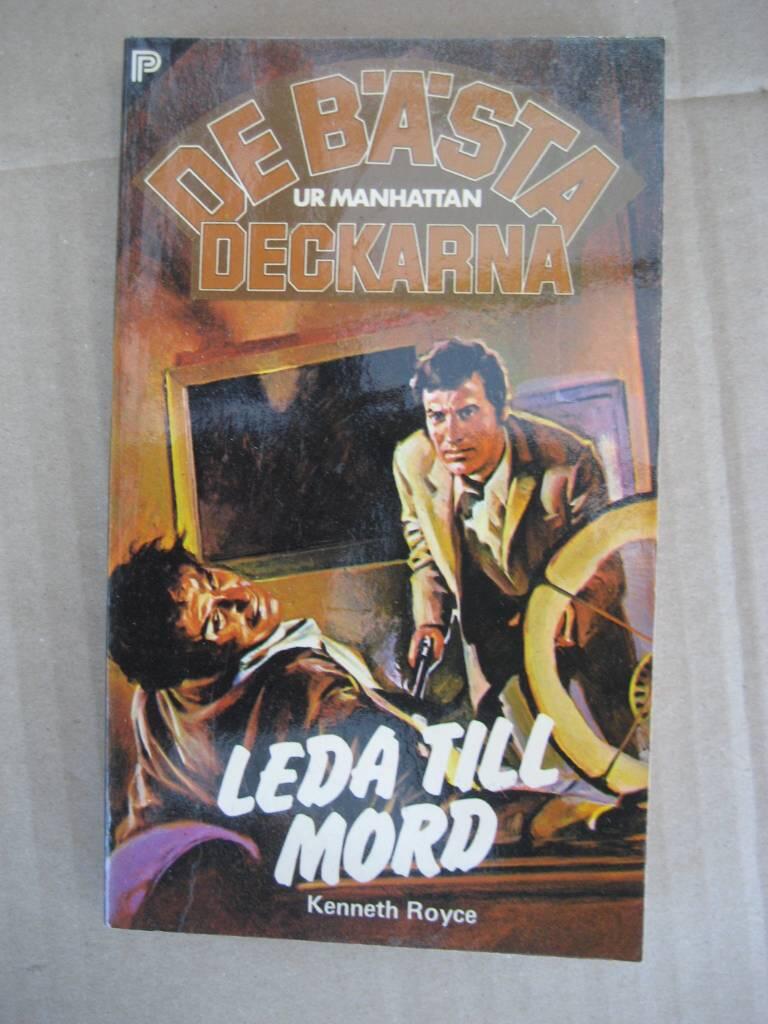 P
DE BÄSTA
UR MANHATTAN
DECKARNA
LEDA TILL
MORD
Kenneth Royce